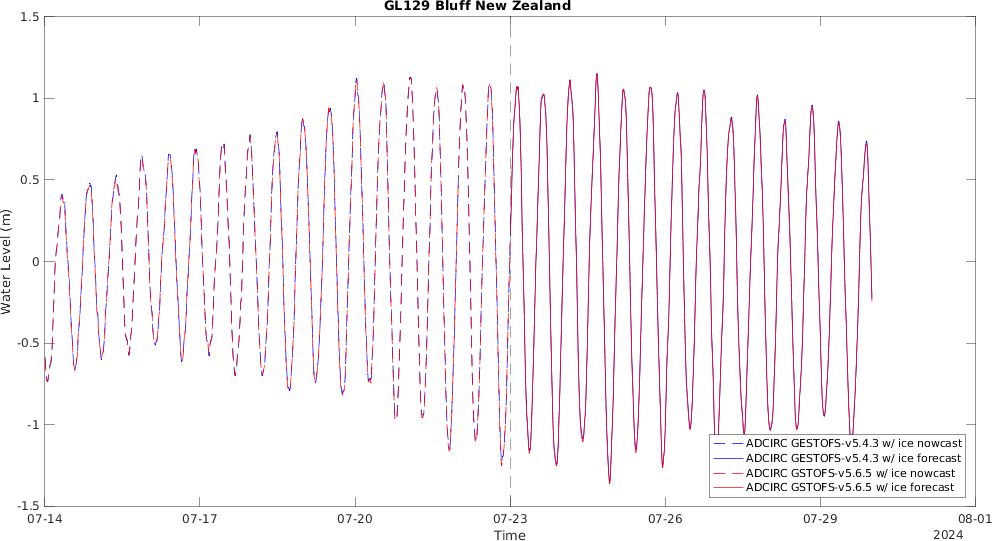 GL129 Bluff New Zealand
1.5
1
0.5
0
-0.5
-1
-1.5
Water Level (m)
07-14 07-17 07-20 07-23 07-26 07-29 08-01
Time
2024
ADCIRC GESTOFS-v5.4.3 w/ ice nowcast
ADCIRC GESTOFS-v5.4.3 w/ ice forecast
ADCIRC GSTOFS-v5.6.5 w/ ice nowcast
ADCIRC GSTOFS-v5.6.5 w/ ice forecast